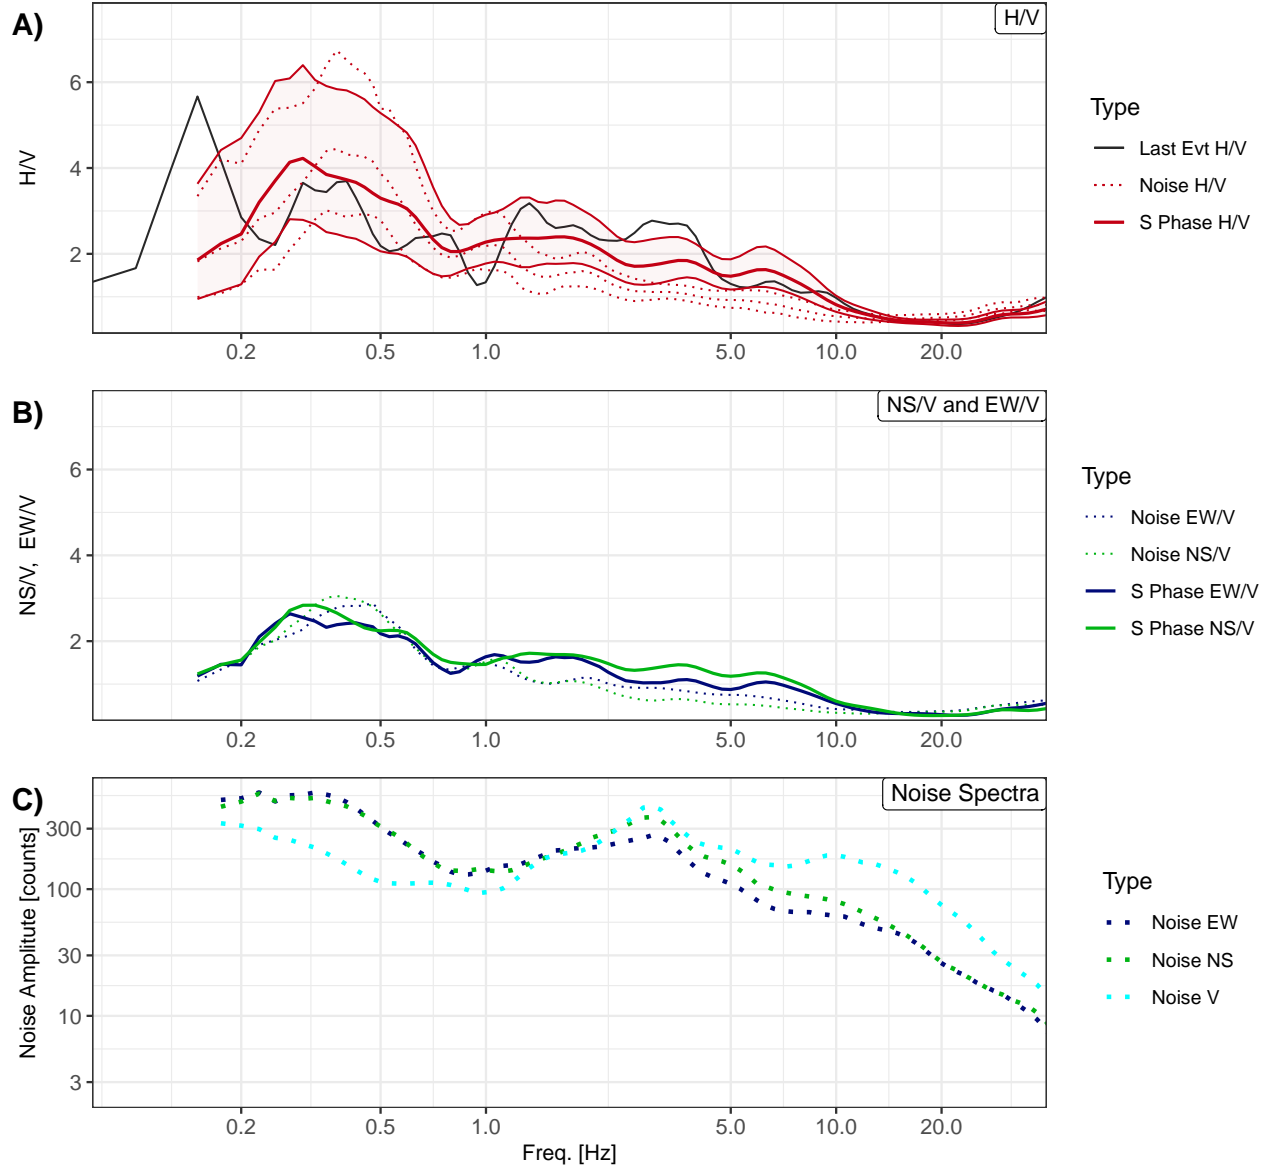 A)
H/V
6
4
2
H/V
0.2 0.5 1.0 5.0 10.0 20.0
Type
Last Evt H/V
Noise H/V
S Phase H/V
B)
NS/V and EW/V
6
4
2
NS/V,  EW/V
0.2 0.5 1.0 5.0 10.0 20.0
Type
Noise EW/V
Noise NS/V
S Phase EW/V
S Phase NS/V
C)
Noise Spectra
300
100
30
10
3
Noise Amplitute [counts]
0.2 0.5 1.0 5.0 10.0 20.0
Freq. [Hz]
Type
Noise EW
Noise NS
Noise V